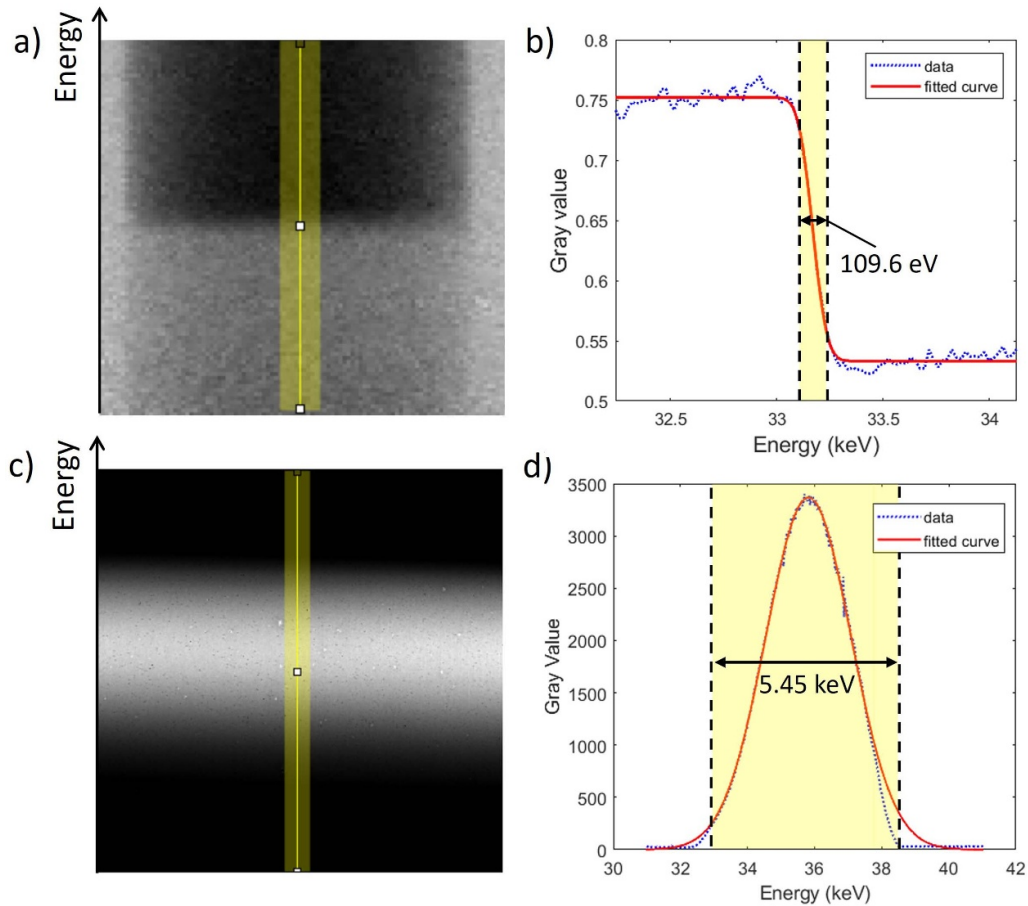 a)
Energy
b)
0.8
0.75
0.7
0.65
0.6
0.55
0.5
Gray value
data
fitted curve
109.6 eV
32.5 33 33.5 34
Energy (keV)
c)
Energy
d)
3500
3000
2500
2000
1500
1000
500
0
Gray Value
data
fitted curve
5.45 keV
30 32 34 36 38 40 42
Energy (keV)